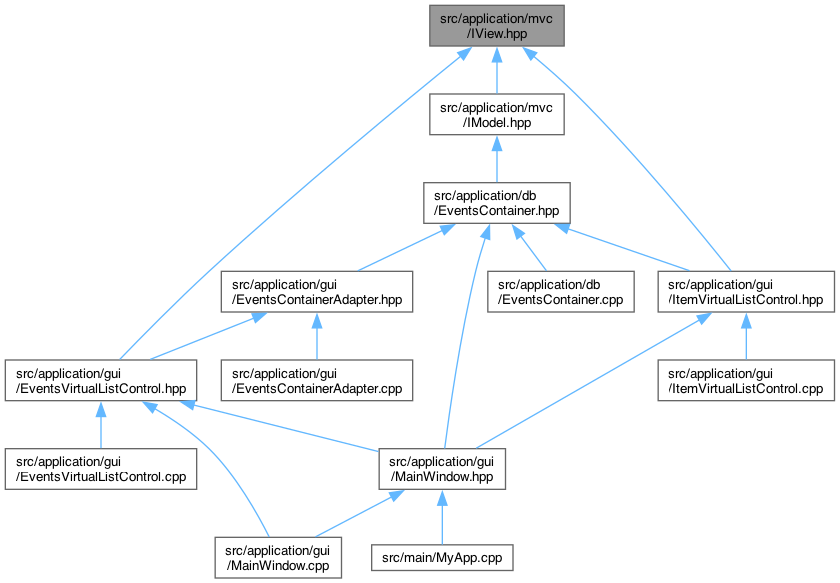 src/application/mvc
/IView.hpp
src/application/mvc
/IModel.hpp
src/application/db
/EventsContainer.hpp
src/application/gui
/EventsContainerAdapter.hpp
src/application/db
/EventsContainer.cpp
src/application/gui
/ItemVirtualListControl.hpp
src/application/gui
/EventsVirtualListControl.hpp
src/application/gui
/EventsContainerAdapter.cpp
src/application/gui
/ItemVirtualListControl.cpp
src/application/gui
/EventsVirtualListControl.cpp
src/application/gui
/MainWindow.hpp
src/application/gui
/MainWindow.cpp
src/main/MyApp.cpp